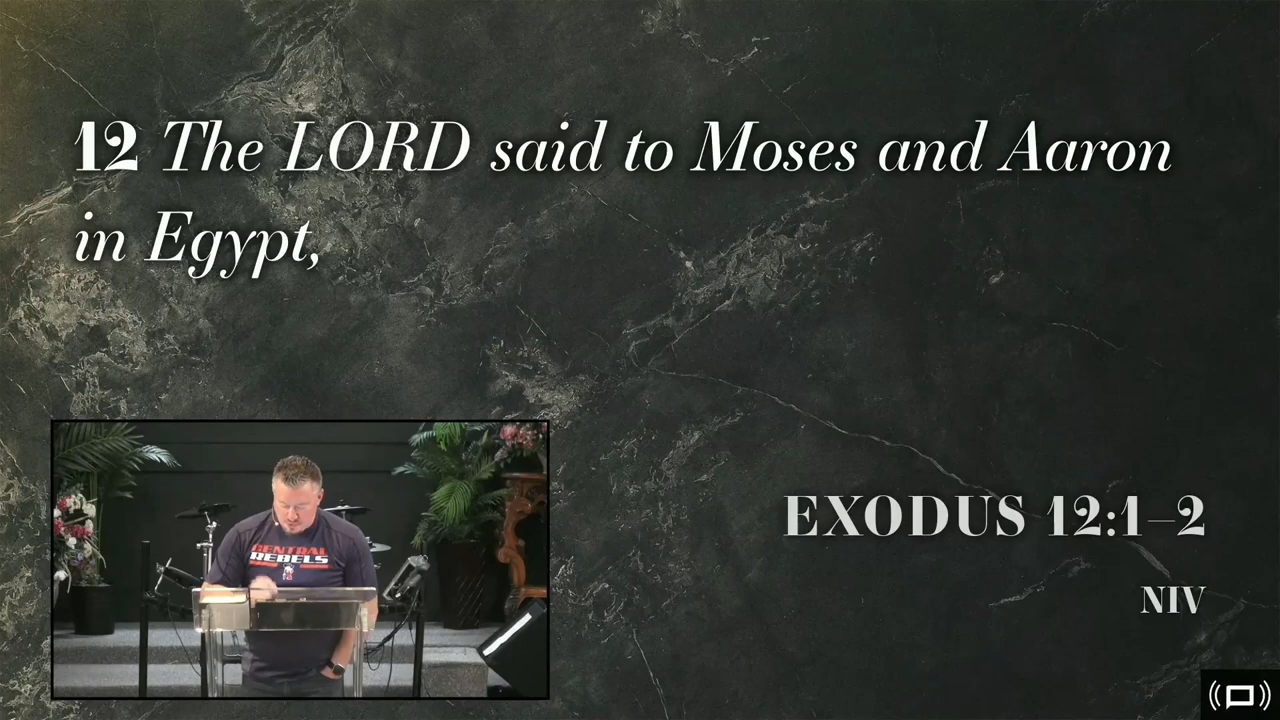 12 The LORD said to Moses and Aaron
in Egypt,
CENTRAL
REBELS
EXODUS 12:1–2
NIV